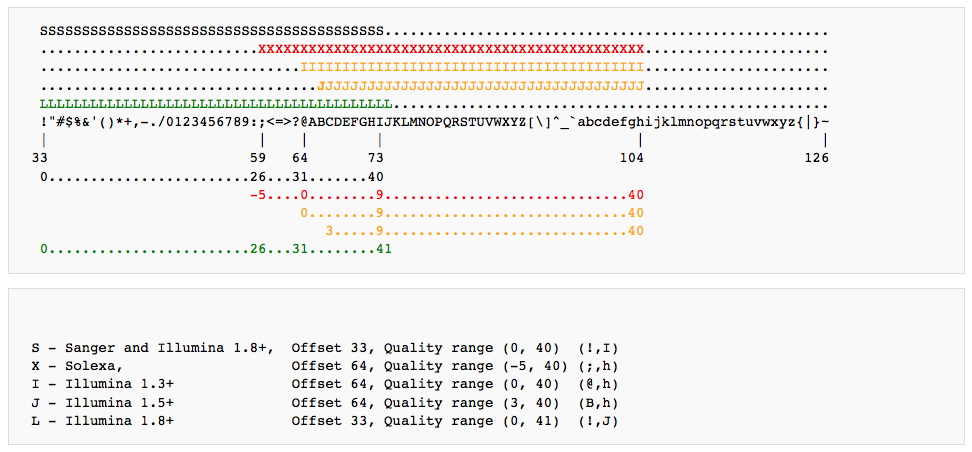 SSSSSSSSSSSSSSSSSSSSSSSSSSSSSSSSSSSSSSSSS.....................................................
..........................XXXXXXXXXXXXXXXXXXXXXXXXXXXXXXXXXXXXXXXXXXXXXX......................
...............................IIIIIIIIIIIIIIIIIIIIIIIIIIIIIIIIIIIIIIIII......................
.................................JJJJJJJJJJJJJJJJJJJJJJJJJJJJJJJJJJJJJJJ......................
LLLLLLLLLLLLLLLLLLLLLLLLLLLLLLLLLLLLLLLLLL....................................................
!"#$%&'()*+,-./0123456789:;<=>?@ABCDEFGHIJKLMNOPQRSTUVWXYZ[\]^_`abcdefghijklmnopqrstuvwxyz{|}~
| | | | | |
33 59 64 73 104 126
0........................26...31.......40
-5....0........9.............................40
0........9.............................40
3.....9.............................40
0........................26...31........41
S - Sanger and Illumina 1.8+, Offset 33, Quality range (0, 40) (!,I)
X - Solexa, Offset 64, Quality range (-5, 40) (;,h)
I - Illumina 1.3+ Offset 64, Quality range (0, 40) (@,h)
J - Illumina 1.5+ Offset 64, Quality range (3, 40) (B,h)
L - Illumina 1.8+ Offset 33, Quality range (0, 41) (!,J)